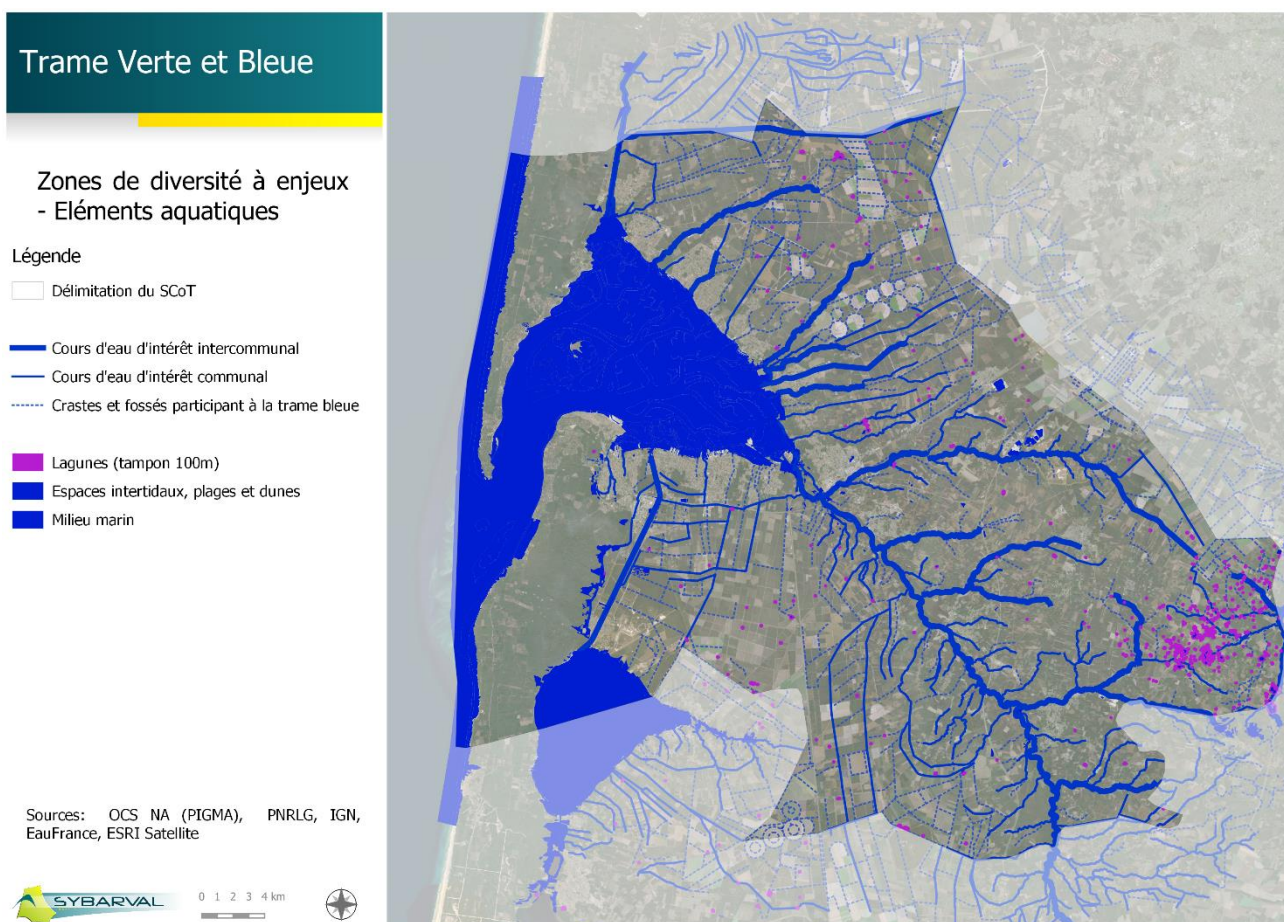 Trame Verte et Bleue
Zones de diversité à enjeux
- Eléments aquatiques
Légende
Délimitation du SCoT
Cours d'eau d'intérêt intercommunal
Cours d'eau d'intérêt communal
Crastes et fossés participant à la trame bleue
Lagunes (tampon 100m)
Espaces intertidaux, plages et dunes
Milieu marin
Sources: OCS NA (PIGMA), PNRLG, IGN,
EauFrance, ESRI Satellite
SYBARVAL
0 1 2 3 4 km